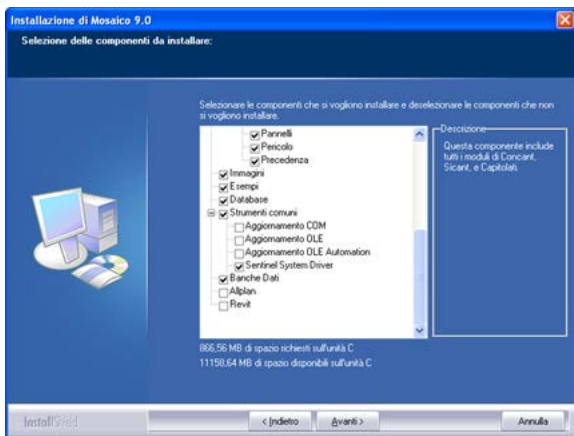 Installazione di Mosaico 9.0
Selezione delle componenti da installare:
Selezionare le componenti che si vogliono installare e deselezionare le componenti che non
si vogliono installare.
Pannelli
Pericolo
Precedenza
Immagini
Esempi
Database
Strumenti comuni
Aggiornamento COM
Aggiornamento OLE
Aggiornamento OLE Automation
Sentinel System Driver
Banche Dati
Allplan
Revit
Descrizione
Questa componente include
tutti i moduli di Concant,
Sicant, e Capitolati.
866,56 MB di spazio richiesti sull'unità C
11158,64 MB di spazio disponibili sull'unità C
InstallShield
< Indietro
Avanti >
Annulla